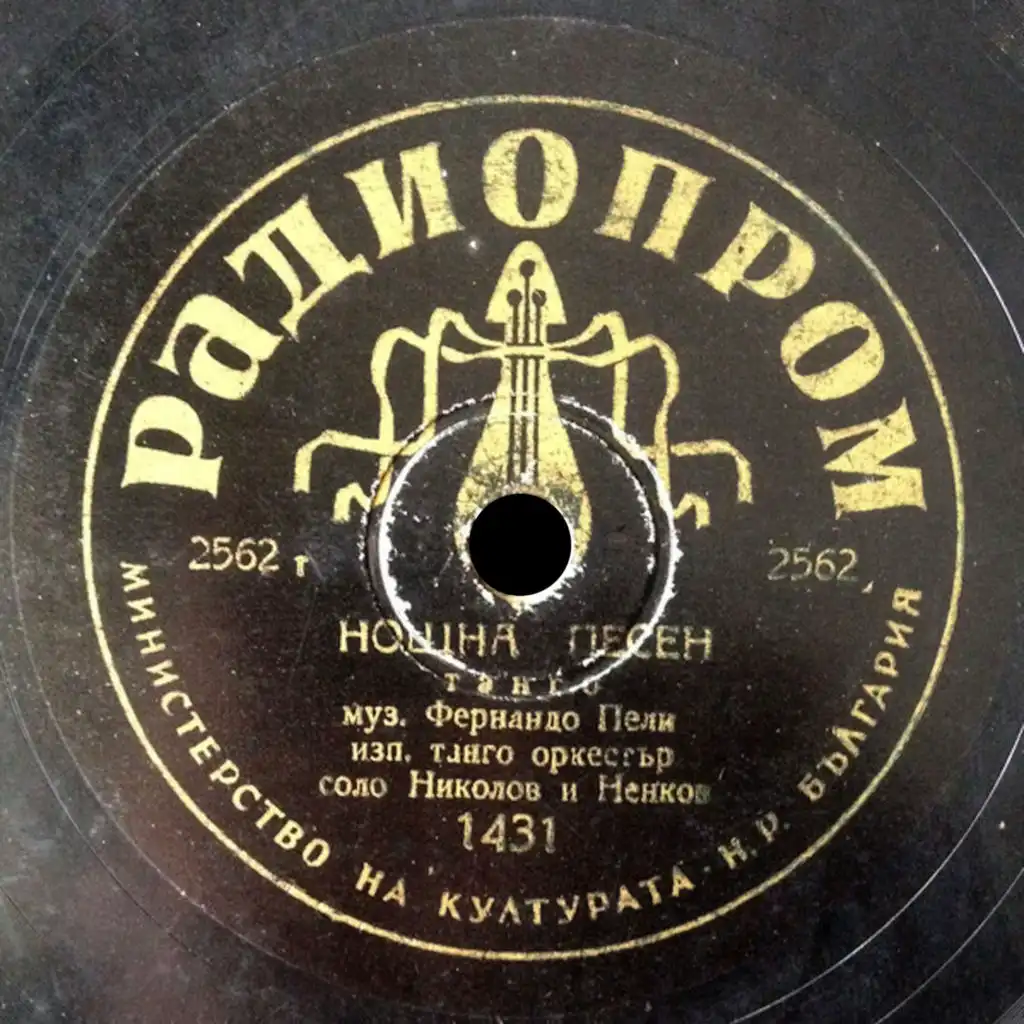 РАДИОПРОМ
2562 г
2562
НОЩНА ПЕСЕН
танго
муз. Фернандо Пели
изп. танго оркестър
соло Николов и Ненков
1431
МИНИСТЕРСТВО НА КУЛТУРАТА · Н. Р. БЪЛГАРИЯ